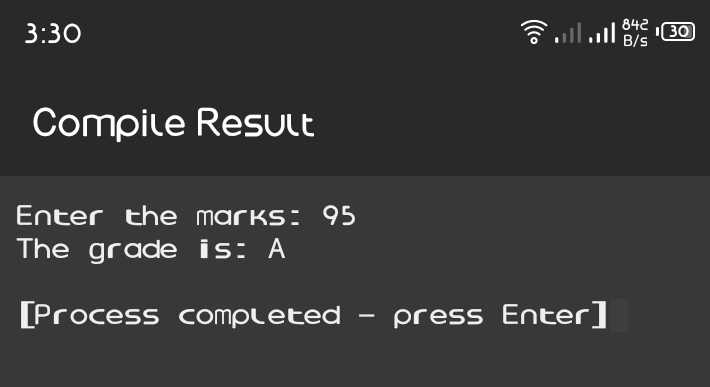 3:30
842
B/s
30
Compile Result
Enter the marks: 95
The grade is: A
[Process completed - press Enter]